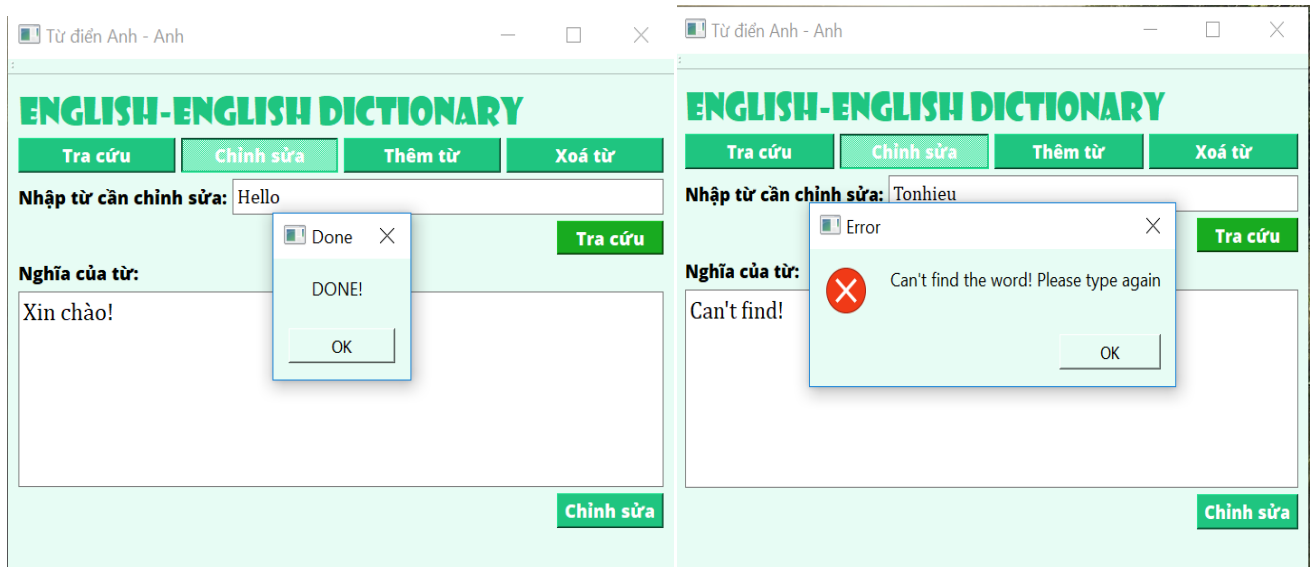 Từ điển Anh - Anh
ENGLISH-ENGLISH DICTIONARY
Tra cứu Chỉnh sửa Thêm từ Xoá từ
Nhập từ cần chỉnh sửa: Hello
Tra cứu
Done
DONE!
OK
Nghĩa của từ:
Xin chào!
Chỉnh sửa
Từ điển Anh - Anh
ENGLISH-ENGLISH DICTIONARY
Tra cứu Chỉnh sửa Thêm từ Xoá từ
Nhập từ cần chỉnh sửa: Tonhieu
Tra cứu
Error
Can't find the word! Please type again
OK
Nghĩa của từ:
Can't find!
Chỉnh sửa